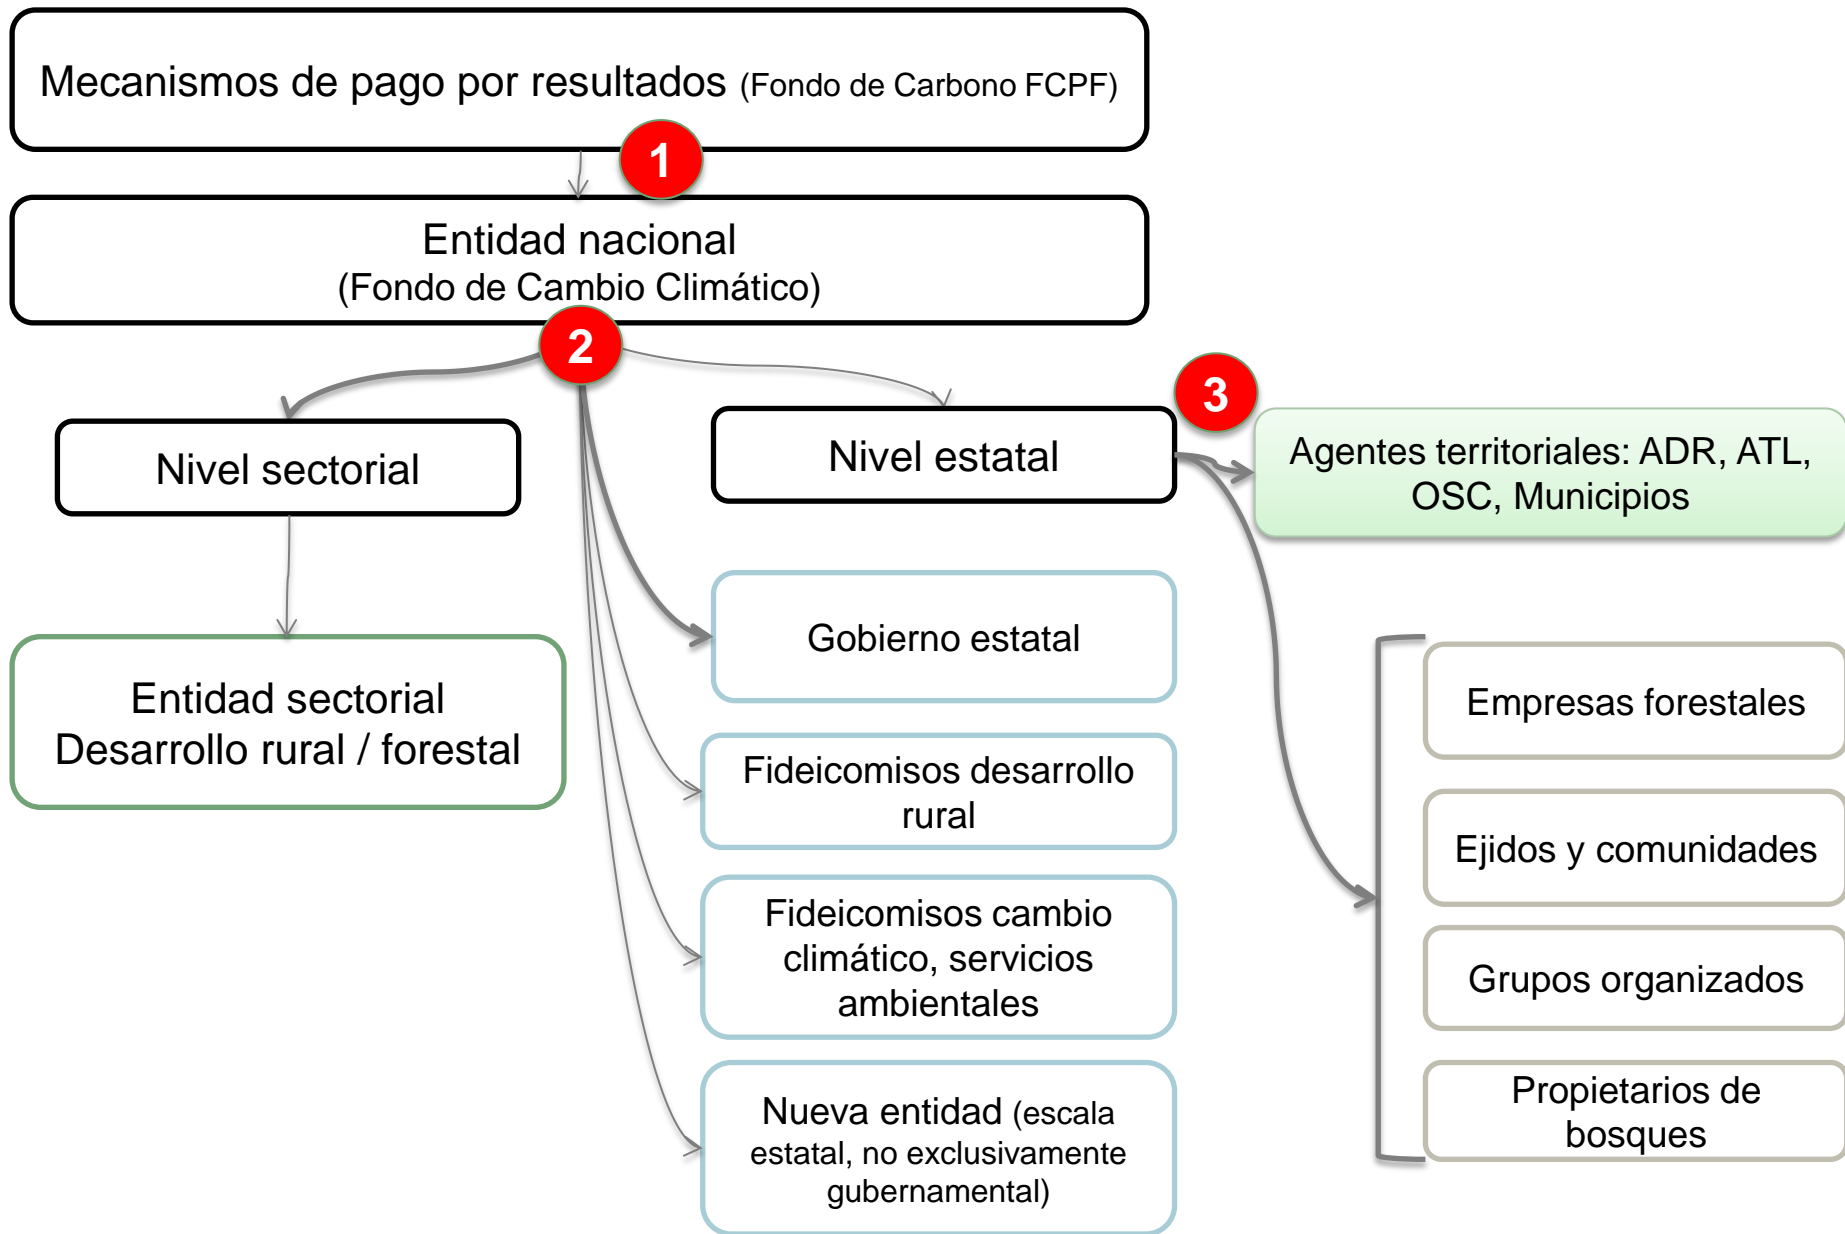 Mecanismos de pago por resultados (Fondo de Carbono FCPF)
1
Entidad nacional
(Fondo de Cambio Climático)
2
3
Nivel sectorial
Nivel estatal
Agentes territoriales: ADR, ATL,
OSC, Municipios
Entidad sectorial
Desarrollo rural / forestal
Gobierno estatal
Fideicomisos desarrollo
rural
Fideicomisos cambio
climático, servicios
ambientales
Nueva entidad (escala
estatal, no exclusivamente
gubernamental)
Empresas forestales
Ejidos y comunidades
Grupos organizados
Propietarios de
bosques